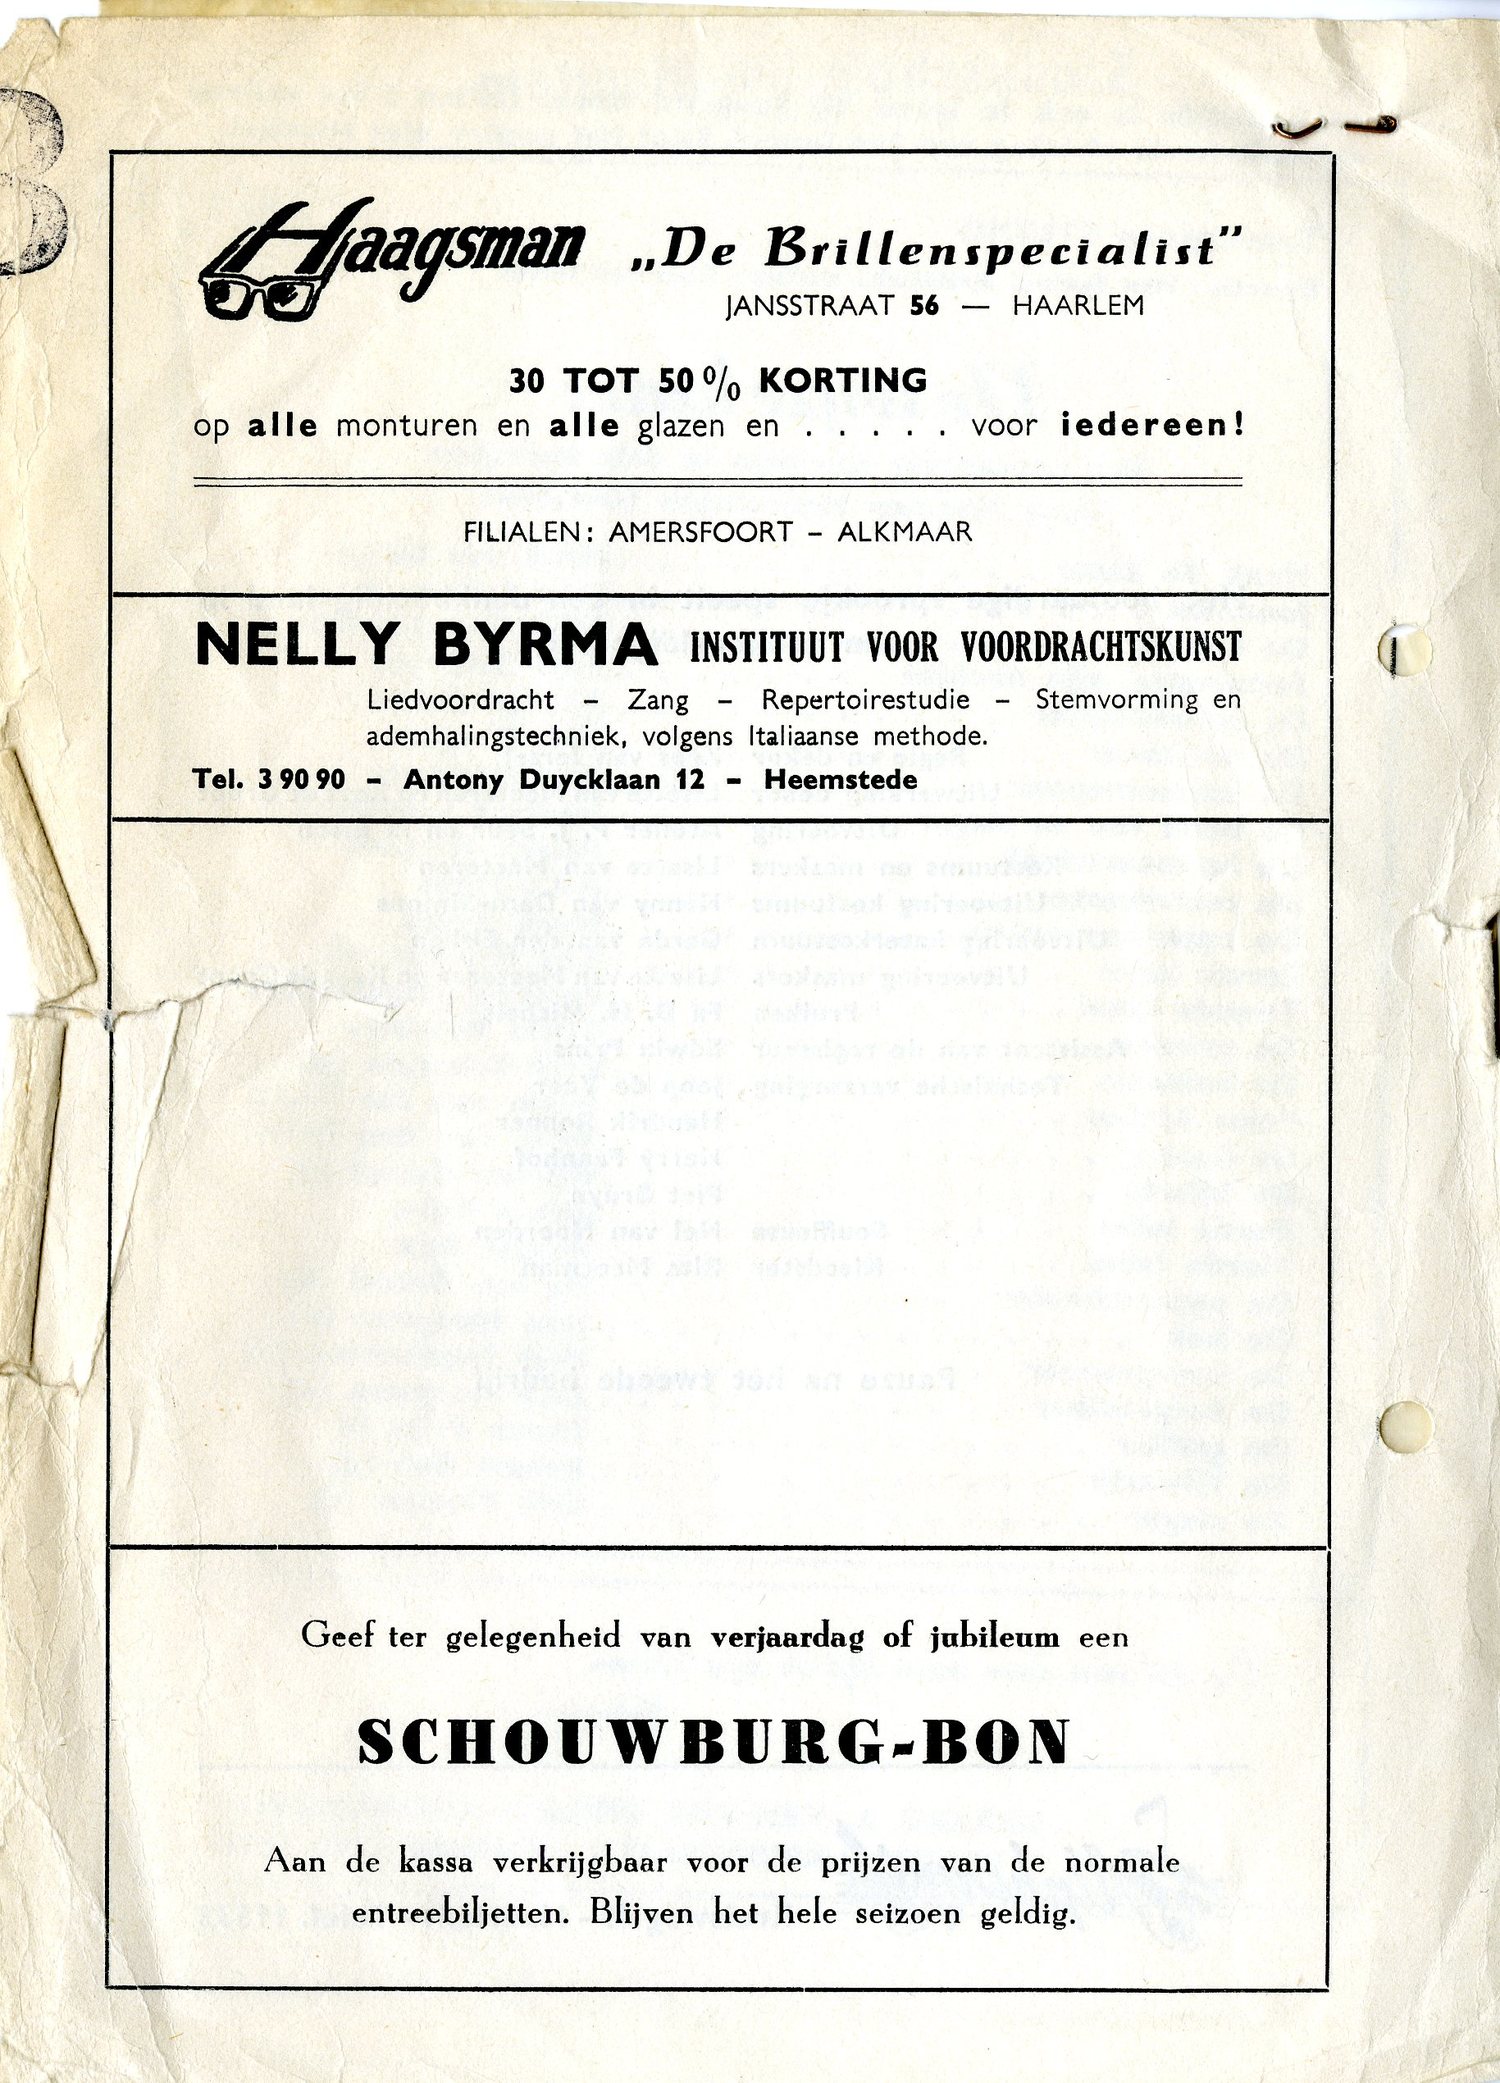 Haagsman „De Brillenspecialist”
JANSSTRAAT 56 — HAARLEM
30 TOT 50% KORTING
op alle monturen en alle glazen en . . . . . voor iedereen!
FILIALEN: AMERSFOORT – ALKMAAR
NELLY BYRMA INSTITUUT VOOR VOORDRACHTSKUNST
Liedvoordracht – Zang – Repertoirestudie – Stemvorming en
ademhalingstechniek, volgens Italiaanse methode.
Tel. 3 90 90 – Antony Duycklaan 12 – Heemstede
Geef ter gelegenheid van verjaardag of jubileum een
SCHOUWBURG-BON
Aan de kassa verkrijgbaar voor de prijzen van de normale
entreebiljetten. Blijven het hele seizoen geldig.